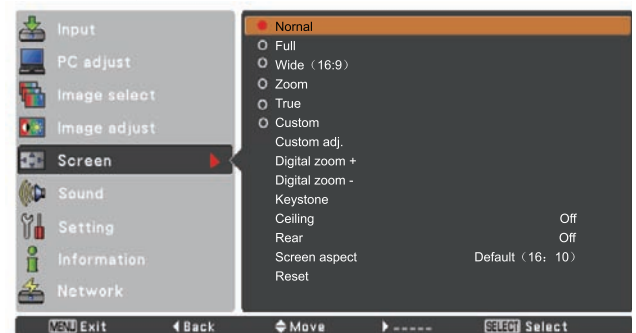 Input
PC adjust
Image select
Image adjust
Screen
Sound
Setting
Information
Network
Nornal
Full
Wide（16:9）
Zoom
True
Custom
Custom adj.
Digital zoom +
Digital zoom -
Keystone
Ceiling Off
Rear Off
Screen aspect Default（16：10）
Reset
MENU Exit Back Move ----- SELECT Select